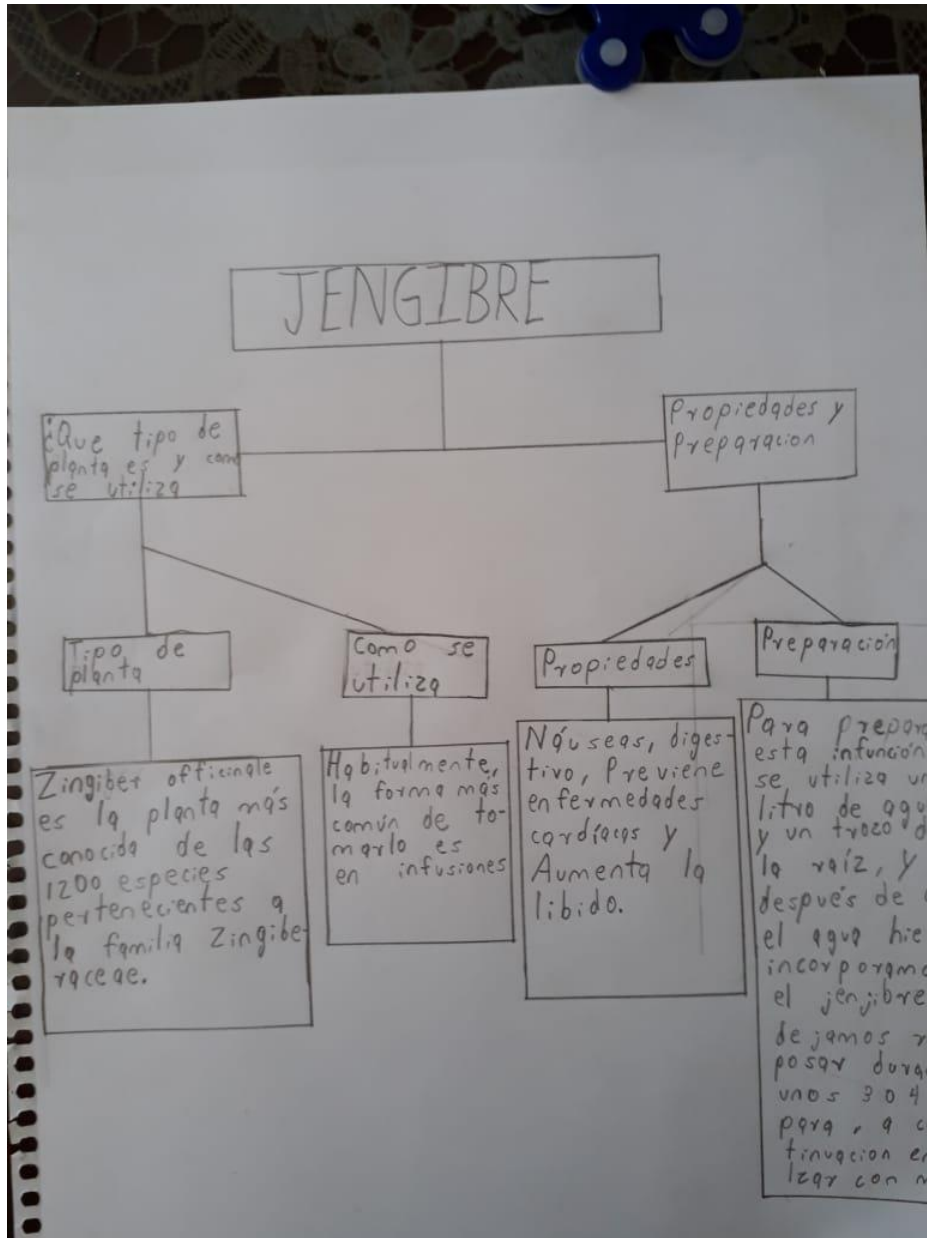 JENGIBRE
¿Que tipo de
planta es y com
se utiliza
Propiedades y
Preparacion
Tipo de
planta
Como se
utiliza
Propiedades
Preparación
Zingiber officinale
es la planta más
conocida de las
1200 especies
pertenecientes a
la familia Zingibe-
raceae.
Habitualmente,
la forma más
común de to-
marlo es
en infusiones
Náuseas, diges-
tivo, Previene
enfermedades
cardíacas y
Aumenta la
libido.
Para
esta infunción
se utiliza
litro de
y un trozo
la raíz, y
después de
el agua
el jenjibre
dejamos
posar
unos 3 o 4
para, a
tinuacion
lzar con